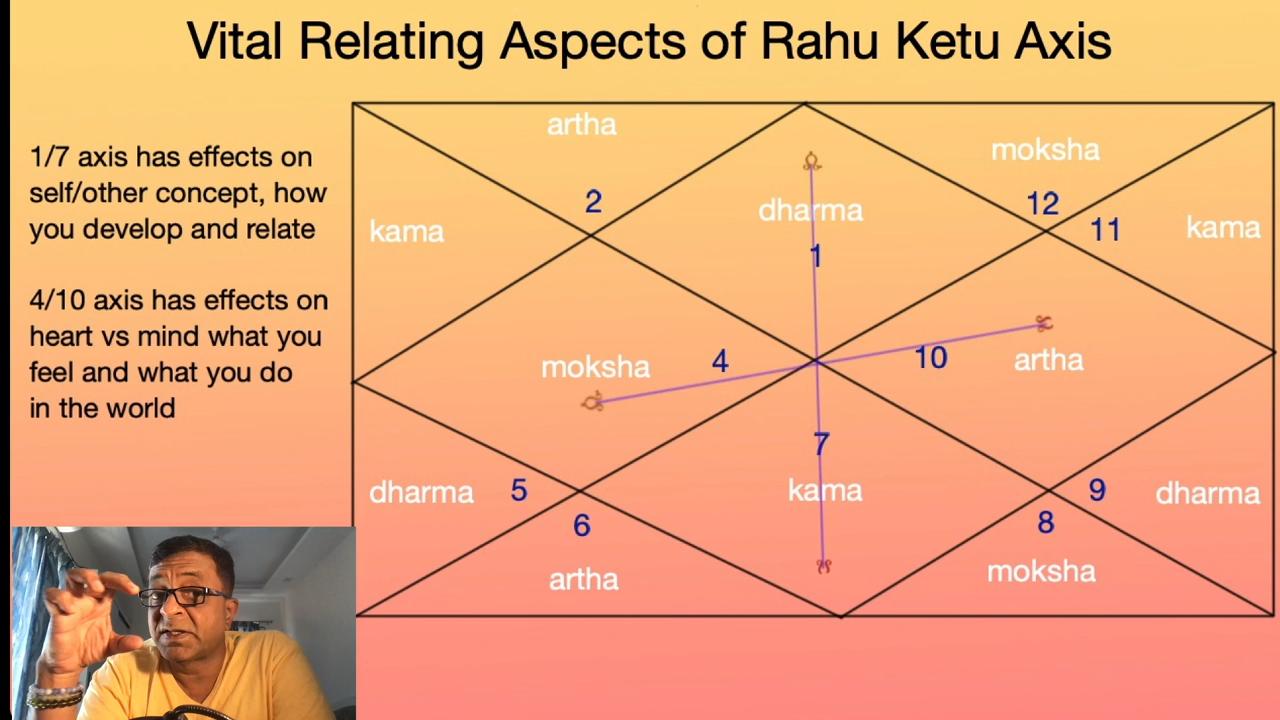 Vital Relating Aspects of Rahu Ketu Axis
1/7 axis has effects on
self/other concept, how
you develop and relate
4/10 axis has effects on
heart vs mind what you
feel and what you do
in the world
artha
2
kama
dharma
1
moksha
12
11
kama
moksha
4
10
artha
7
kama
dharma
5
6
artha
9
dharma
8
moksha